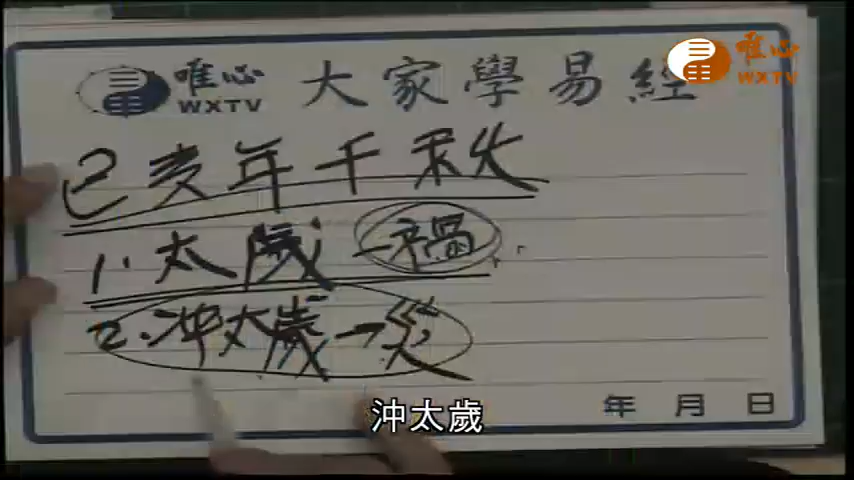 唯心
WXTV
大家學易經
唯心
WXTV
己亥年千秋
1.太歲一禍
2.沖太歲一災
沖太歲
年 月 日